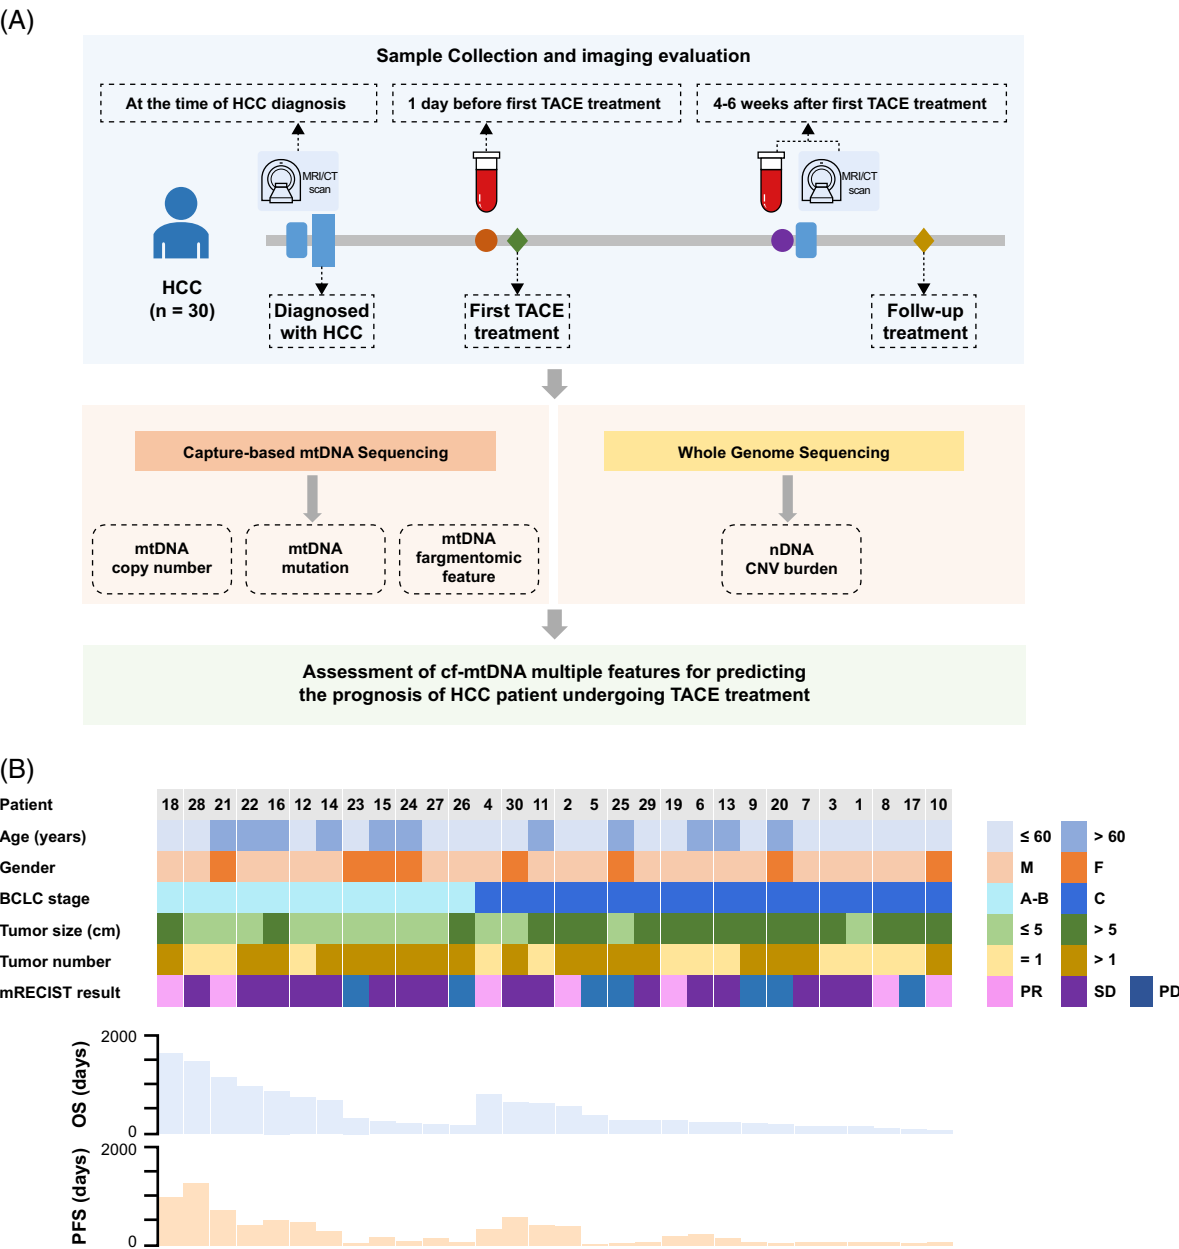 (A)
Sample Collection and imaging evaluation
At the time of HCC diagnosis
1 day before first TACE treatment
4-6 weeks after first TACE treatment
MRI/CT
scan
MRI/CT
scan
HCC
(n = 30)
Diagnosed
with HCC
First TACE
treatment
Follw-up
treatment
Capture-based mtDNA Sequencing
Whole Genome Sequencing
mtDNA
copy number
mtDNA
mutation
mtDNA
fargmentomic
feature
nDNA
CNV burden
Assessment of cf-mtDNA multiple features for predicting
the prognosis of HCC patient undergoing TACE treatment
(B)
Patient 18 28 21 22 16 12 14 23 15 24 27 26 4 30 11 2 5 25 29 19 6 13 9 20 7 3 1 8 17 10
Age (years) ≤ 60 > 60
Gender M F
BCLC stage A-B C
Tumor size (cm) ≤ 5 > 5
Tumor number = 1 > 1
mRECIST result PR SD PD
OS (days)
2000
0
PFS (days)
2000
0